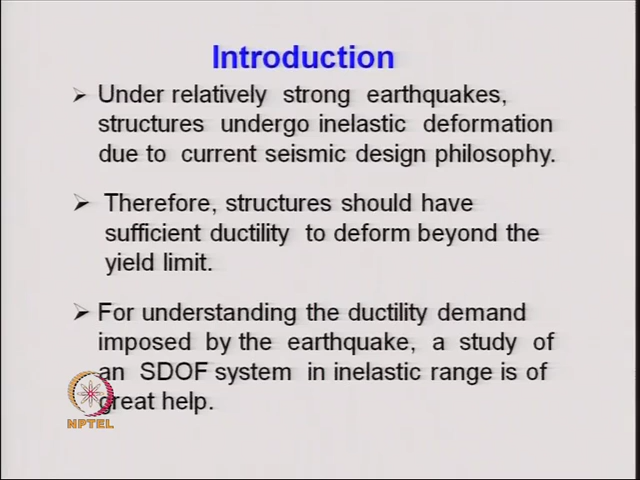 Introduction
➢ Under relatively strong earthquakes,
structures undergo inelastic deformation
due to current seismic design philosophy.
➢ Therefore, structures should have
sufficient ductility to deform beyond the
yield limit.
➢ For understanding the ductility demand
imposed by the earthquake, a study of
an SDOF system in inelastic range is of
great help.
NPTEL